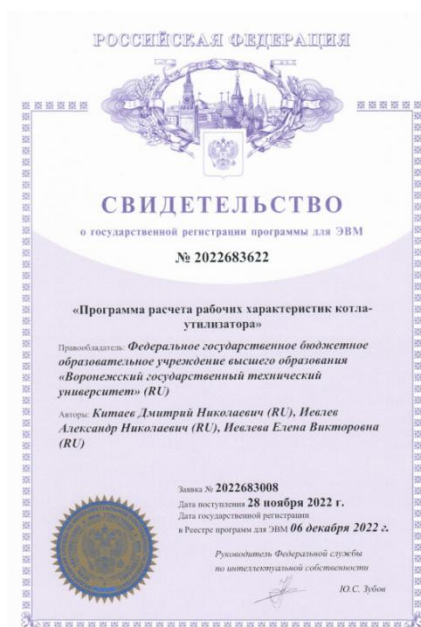 РОССИЙСКАЯ ФЕДЕРАЦИЯ
СВИДЕТЕЛЬСТВО
о государственной регистрации программы для ЭВМ
№ 2022683622
«Программа расчета рабочих характеристик котла-
утилизатора»
Правообладатель: Федеральное государственное бюджетное
образовательное учреждение высшего образования
«Воронежский государственный технический
университет» (RU)
Авторы: Китаев Дмитрий Николаевич (RU), Иевлев
Александр Николаевич (RU), Иевлева Елена Викторовна
(RU)
Заявка № 2022683008
Дата поступления 28 ноября 2022 г.
Дата государственной регистрации
в Реестре программ для ЭВМ 06 декабря 2022 г.
Руководитель Федеральной службы
по интеллектуальной собственности
Ю.С. Зубов